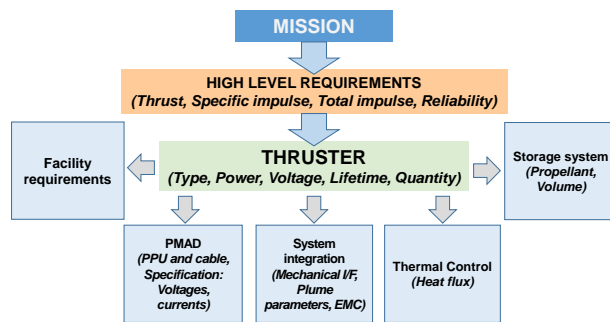 MISSION
HIGH LEVEL REQUIREMENTS
(Thrust, Specific impulse, Total impulse, Reliability)
Facility
requirements
THRUSTER
(Type, Power, Voltage, Lifetime, Quantity)
Storage system
(Propellant,
Volume)
PMAD
(PPU and cable,
Specification:
Voltages,
currents)
System
integration
(Mechanical I/F,
Plume
parameters, EMC)
Thermal Control
(Heat flux)